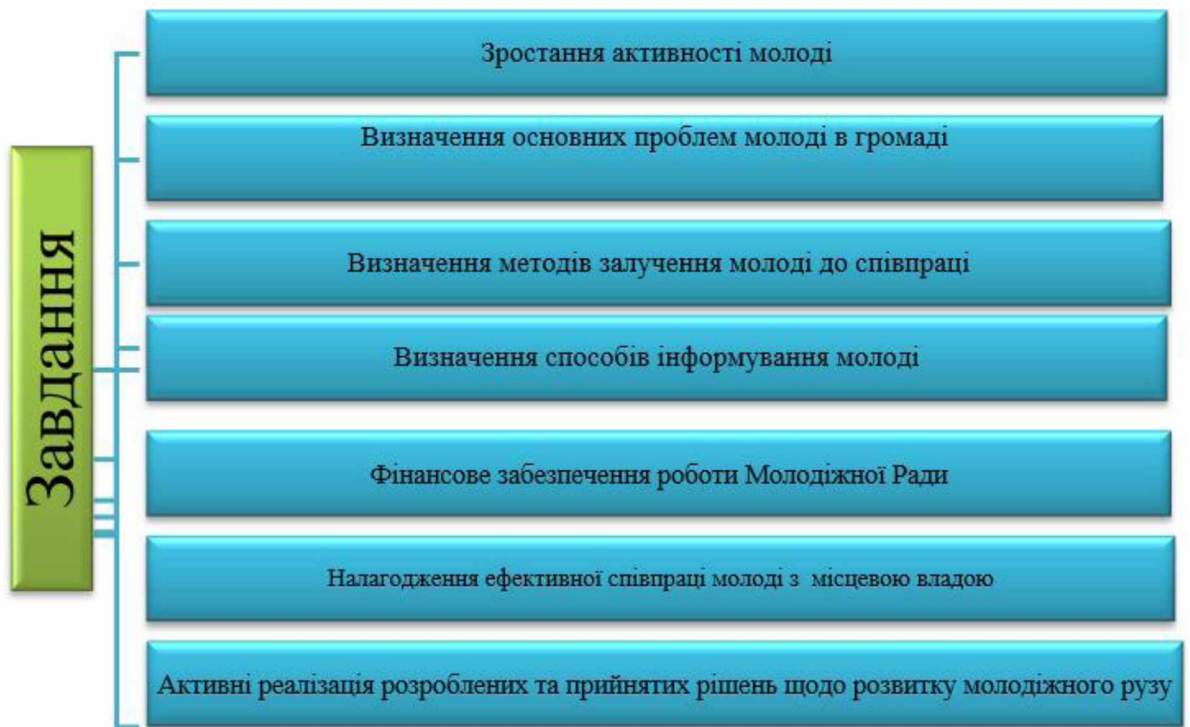 Завдання
Зростання активності молоді
Визначення основних проблем молоді в громаді
Визначення методів залучення молоді до співпраці
Визначення способів інформування молоді
Фінансове забезпечення роботи Молодіжної Ради
Налагодження ефективної співпраці молоді з місцевою владою
Активні реалізація розроблених та прийнятих рішень щодо розвитку молодіжного рузу